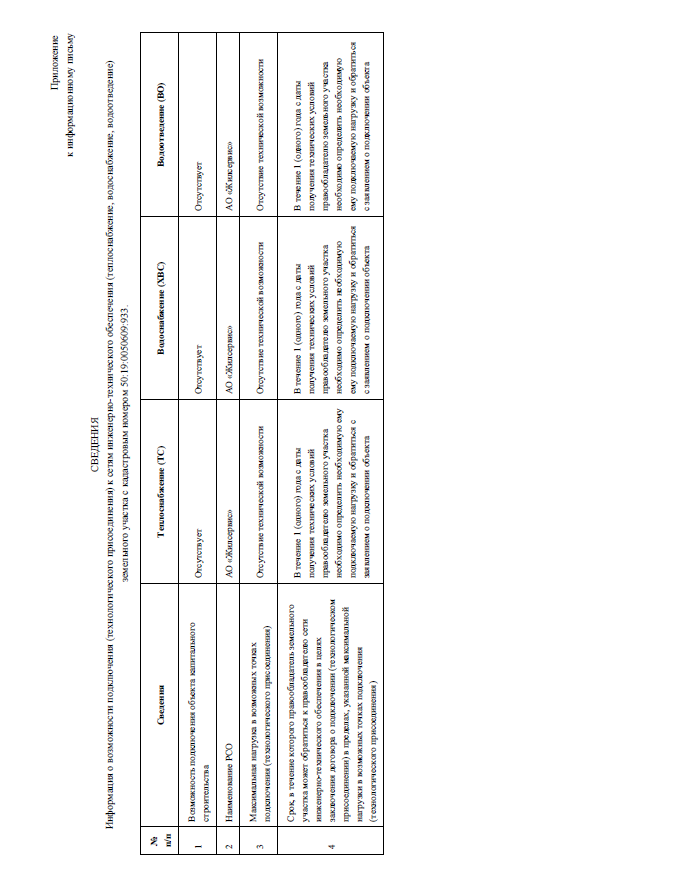 Приложение
к информационному письму
СВЕДЕНИЯ
Информация о возможности подключения (технологического присоединения) к сетям инженерно-технического обеспечения (теплоснабжение, водоснабжение, водоотведение)
земельного участка с кадастровым номером 50:19:0050609:933.
№
п/п
Сведения
Теплоснабжение (ТС)
Водоснабжение (ХВС)
Водоотведение (ВО)
1
Возможность подключения объекта капитального
строительства
Отсутствует
Отсутствует
Отсутствует
2
Наименование РСО
АО «Жилсервис»
АО «Жилсервис»
АО «Жилсервис»
3
Максимальная нагрузка в возможных точках
подключения (технологического присоединения)
Отсутствие технической возможности
Отсутствие технической возможности
Отсутствие технической возможности
4
Срок, в течение которого правообладатель земельного
участка может обратиться к правообладателю сети
инженерно-технического обеспечения в целях
заключения договора о подключении (технологическом
присоединении) в пределах, указанной максимальной
нагрузки в возможных точках подключения
(технологического присоединения)
В течение 1 (одного) года с даты
получения технических условий
правообладателю земельного участка
необходимо определить необходимую ему
подключаемую нагрузку и обратиться с
заявлением о подключении объекта
В течение 1 (одного) года с даты
получения технических условий
правообладателю земельного участка
необходимо определить необходимую
ему подключаемую нагрузку и обратиться
с заявлением о подключении объекта
В течение 1 (одного) года с даты
получения технических условий
правообладателю земельного участка
необходимо определить необходимую
ему подключаемую нагрузку и обратиться
с заявлением о подключении объекта